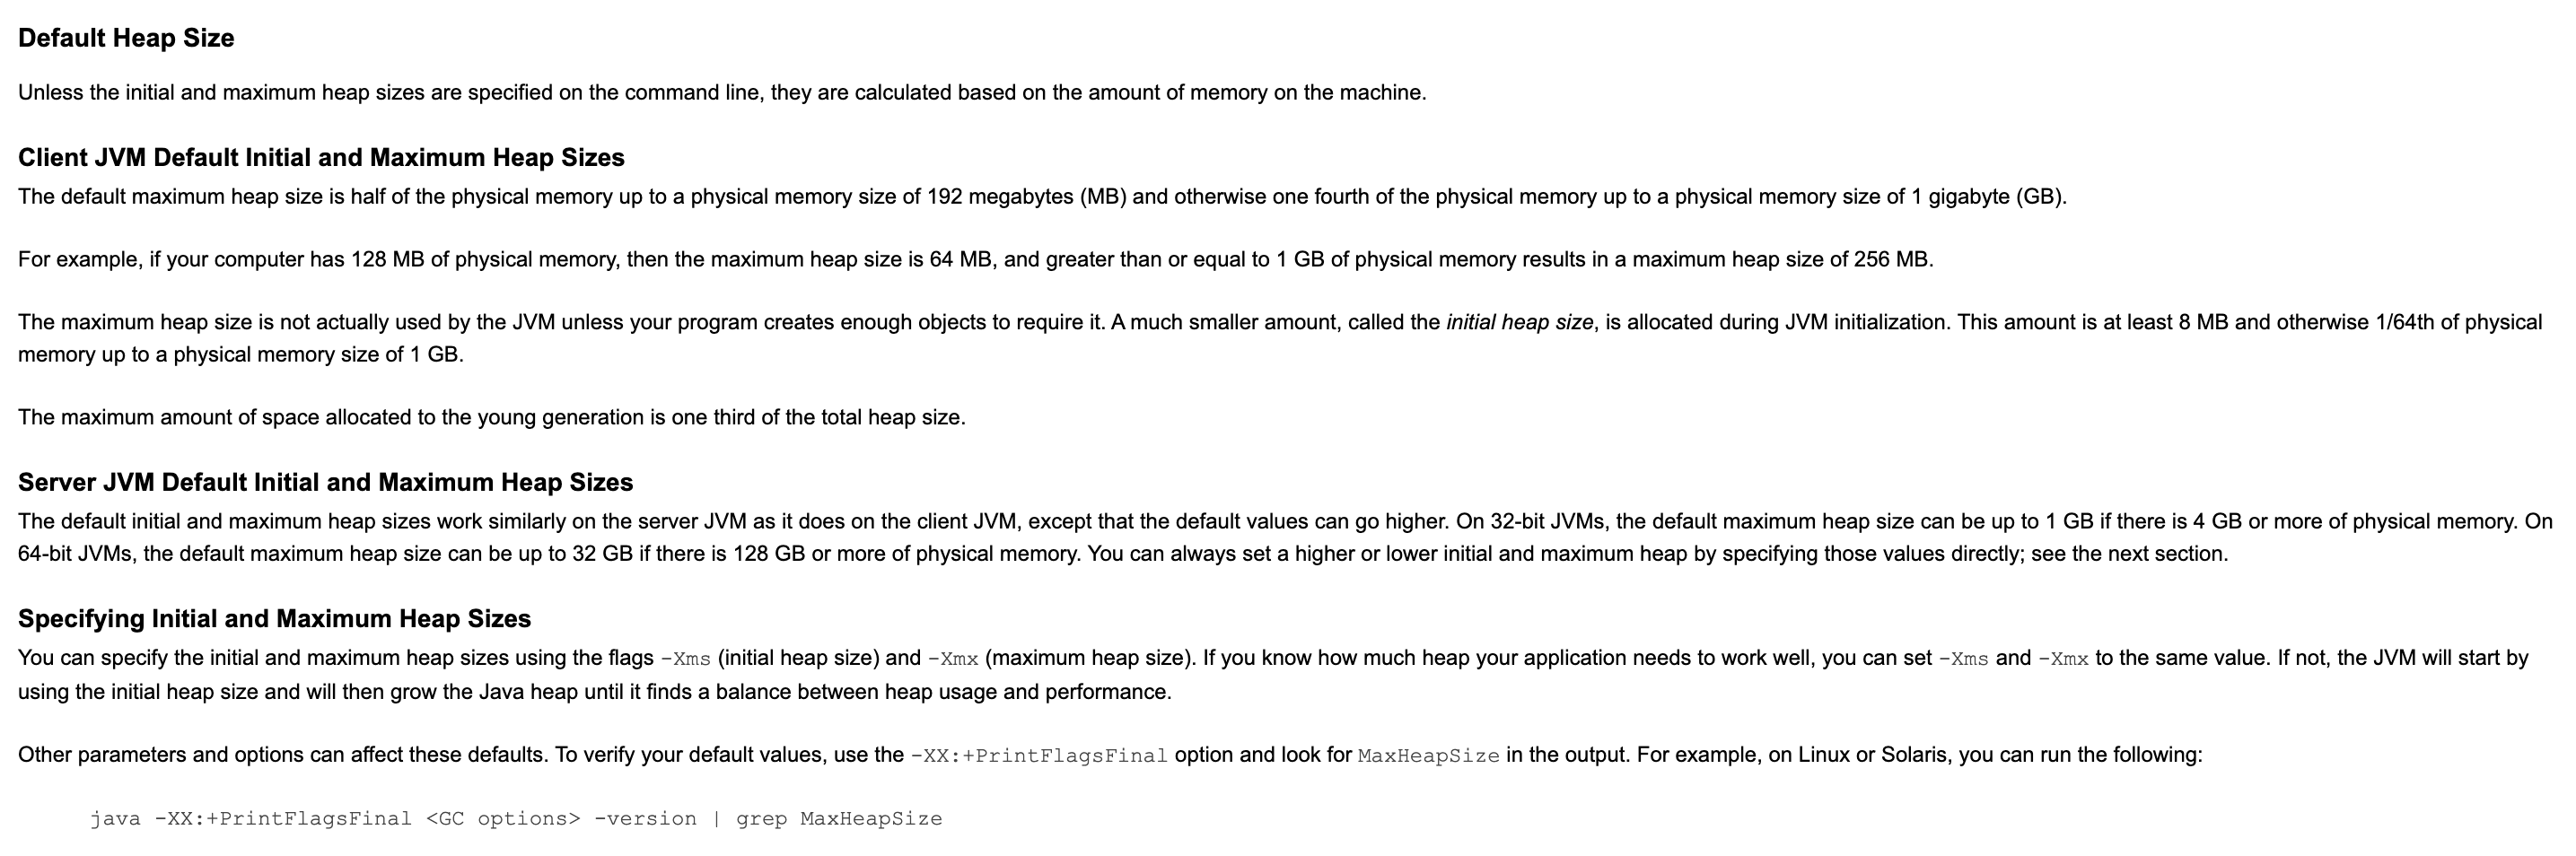 Default Heap Size
Unless the initial and maximum heap sizes are specified on the command line, they are calculated based on the amount of memory on the machine.
Client JVM Default Initial and Maximum Heap Sizes
The default maximum heap size is half of the physical memory up to a physical memory size of 192 megabytes (MB) and otherwise one fourth of the physical memory up to a physical memory size of 1 gigabyte (GB).
For example, if your computer has 128 MB of physical memory, then the maximum heap size is 64 MB, and greater than or equal to 1 GB of physical memory results in a maximum heap size of 256 MB.
The maximum heap size is not actually used by the JVM unless your program creates enough objects to require it. A much smaller amount, called the initial heap size, is allocated during JVM initialization. This amount is at least 8 MB and otherwise 1/64th of physical
memory up to a physical memory size of 1 GB.
The maximum amount of space allocated to the young generation is one third of the total heap size.
Server JVM Default Initial and Maximum Heap Sizes
The default initial and maximum heap sizes work similarly on the server JVM as it does on the client JVM, except that the default values can go higher. On 32-bit JVMs, the default maximum heap size can be up to 1 GB if there is 4 GB or more of physical memory. On
64-bit JVMs, the default maximum heap size can be up to 32 GB if there is 128 GB or more of physical memory. You can always set a higher or lower initial and maximum heap by specifying those values directly; see the next section.
Specifying Initial and Maximum Heap Sizes
You can specify the initial and maximum heap sizes using the flags -Xms (initial heap size) and -Xmx (maximum heap size). If you know how much heap your application needs to work well, you can set -Xms and -Xmx to the same value. If not, the JVM will start by
using the initial heap size and will then grow the Java heap until it finds a balance between heap usage and performance.
Other parameters and options can affect these defaults. To verify your default values, use the -XX:+PrintFlagsFinal option and look for MaxHeapSize in the output. For example, on Linux or Solaris, you can run the following:
java -XX:+PrintFlagsFinal <GC options> -version | grep MaxHeapSize